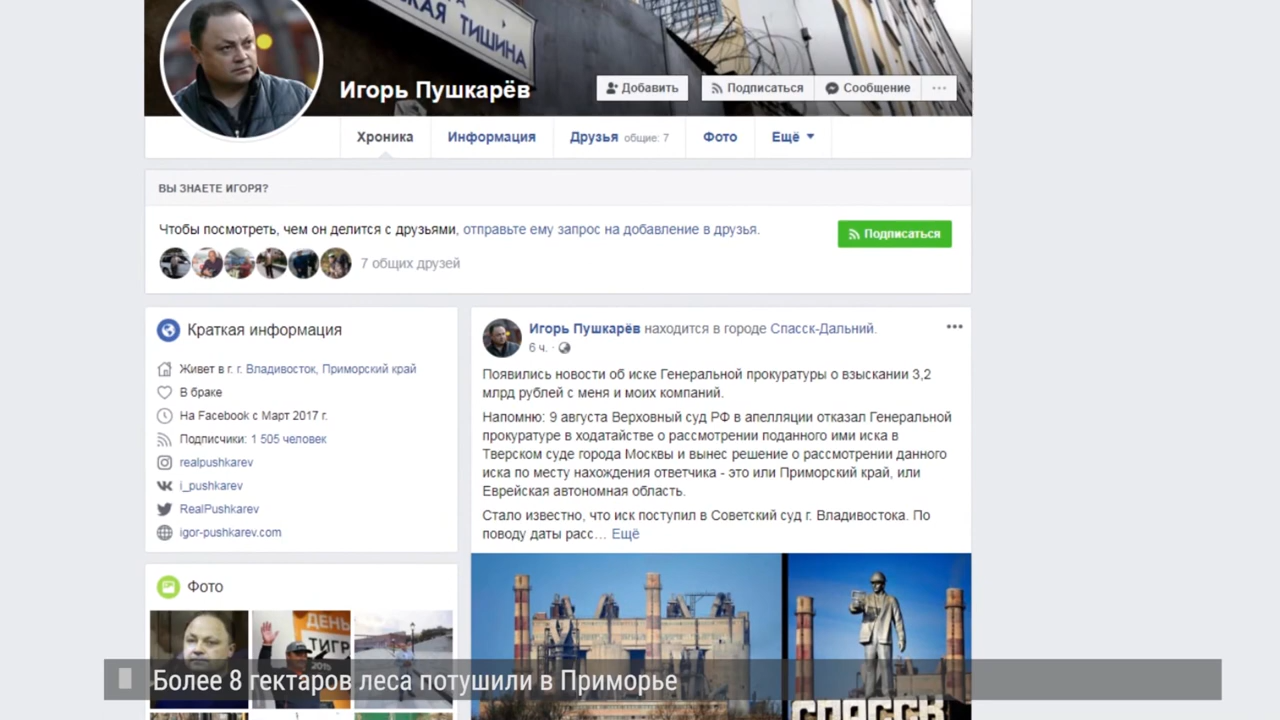 СКАЯ ТИШИНА
Игорь Пушкарёв
Добавить
Подписаться
Сообщение
Хроника
Информация
Друзья общие: 7
Фото
Ещё
ВЫ ЗНАЕТЕ ИГОРЯ?
Чтобы посмотреть, чем он делится с друзьями, отправьте ему запрос на добавление в друзья.
Подписаться
7 общих друзей
Краткая информация
Живет в г. г. Владивосток, Приморский край
В браке
На Facebook с Март 2017 г.
Подписчики: 1 505 человек
realpushkarev
i_pushkarev
RealPushkarev
igor-pushkarev.com
Фото
ДЕНЬ
ТИГР
2015
Игорь Пушкарёв находится в городе Спасск-Дальний.
6 ч.
Появились новости об иске Генеральной прокуратуры о взыскании 3,2
млрд рублей с меня и моих компаний.
Напомню: 9 августа Верховный суд РФ в апелляции отказал Генеральной
прокуратуре в ходатайстве о рассмотрении поданного ими иска в
Тверском суде города Москвы и вынес решение о рассмотрении данного
иска по месту нахождения ответчика - это или Приморский край, или
Еврейская автономная область.
Стало известно, что иск поступил в Советский суд г. Владивостока. По
поводу даты расс... Ещё
СПАССК
Более 8 гектаров леса потушили в Приморье